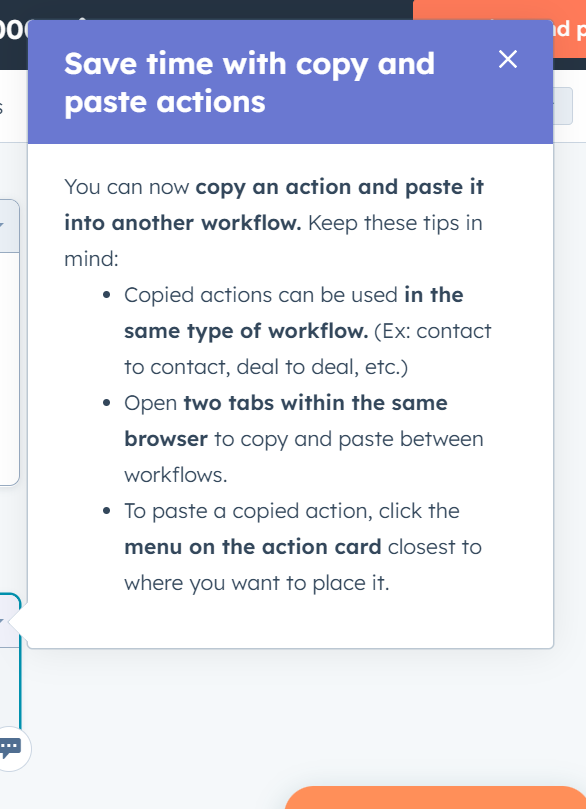 Save time with copy and
paste actions
You can now copy an action and paste it
into another workflow. Keep these tips in
mind:
• Copied actions can be used in the
same type of workflow. (Ex: contact
to contact, deal to deal, etc.)
• Open two tabs within the same
browser to copy and paste between
workflows.
• To paste a copied action, click the
menu on the action card closest to
where you want to place it.